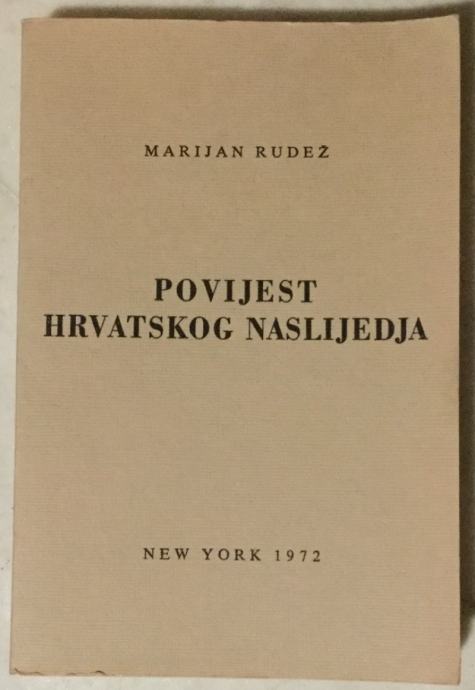 MARIJAN RUDEŽ
POVIJEST
HRVATSKOG NASLIJEDJA
NEW YORK 1972